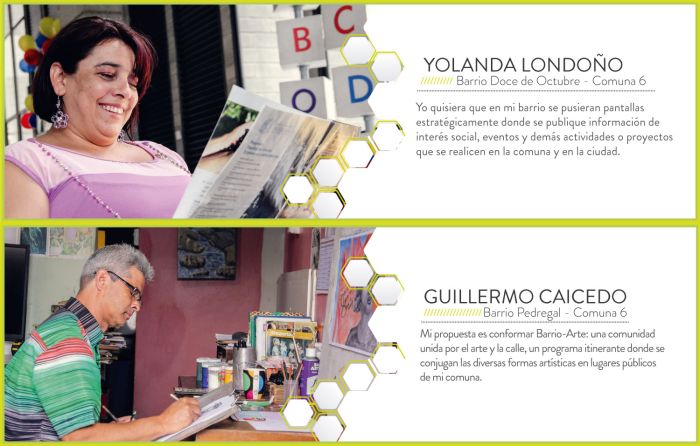 B C
O D
YOLANDA LONDOÑO
Barrio Doce de Octubre - Comuna 6
Yo quisiera que en mi barrio se pusieran pantallas
estratégicamente donde se publique información de
interés social, eventos y demás actividades o proyectos
que se realicen en la comuna y en la ciudad.
GUILLERMO CAICEDO
Barrio Pedregal - Comuna 6
Mi propuesta es conformar Barrio-Arte: una comunidad
unida por el arte y la calle, un programa itinerante donde se
conjugan las diversas formas artísticas en lugares públicos
de mi comuna.